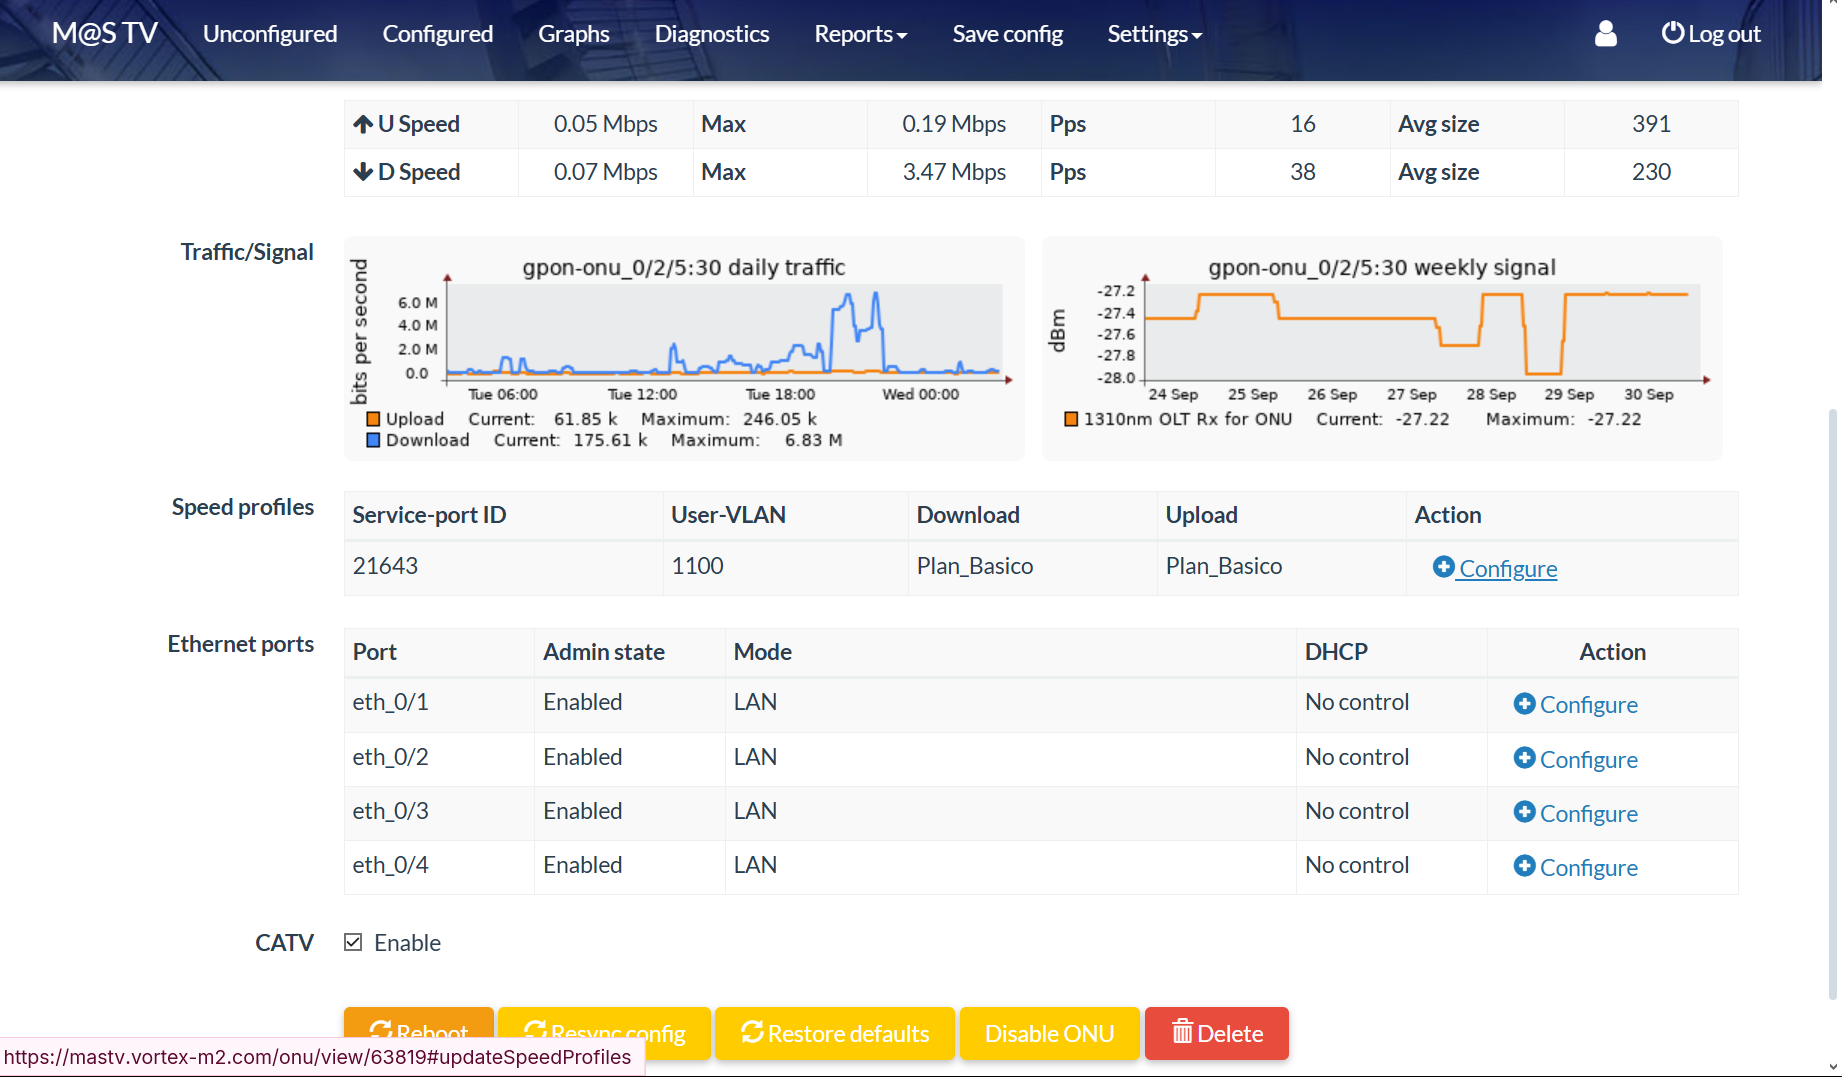 M@S TV Unconfigured Configured Graphs Diagnostics Reports Save config Settings Log out
U Speed 0.05 Mbps Max 0.19 Mbps Pps 16 Avg size 391
D Speed 0.07 Mbps Max 3.47 Mbps Pps 38 Avg size 230
Traffic/Signal
gpon-onu_0/2/5:30 daily traffic
bits per second
6.0 M
4.0 M
2.0 M
0.0
Tue 06:00 Tue 12:00 Tue 18:00 Wed 00:00
Upload Current: 61.85 k Maximum: 246.05 k
Download Current: 175.61 k Maximum: 6.83 M
gpon-onu_0/2/5:30 weekly signal
dBm
-27.2
-27.4
-27.6
-27.8
-28.0
24 Sep 25 Sep 26 Sep 27 Sep 28 Sep 29 Sep 30 Sep
1310nm OLT Rx for ONU Current: -27.22 Maximum: -27.22
Speed profiles
Service-port ID User-VLAN Download Upload Action
21643 1100 Plan_Basico Plan_Basico Configure
Ethernet ports
Port Admin state Mode DHCP Action
eth_0/1 Enabled LAN No control Configure
eth_0/2 Enabled LAN No control Configure
eth_0/3 Enabled LAN No control Configure
eth_0/4 Enabled LAN No control Configure
CATV Enable
Reboot Resync config Restore defaults Disable ONU Delete
https://mastv.vortex-m2.com/onu/view/63819#updateSpeedProfiles